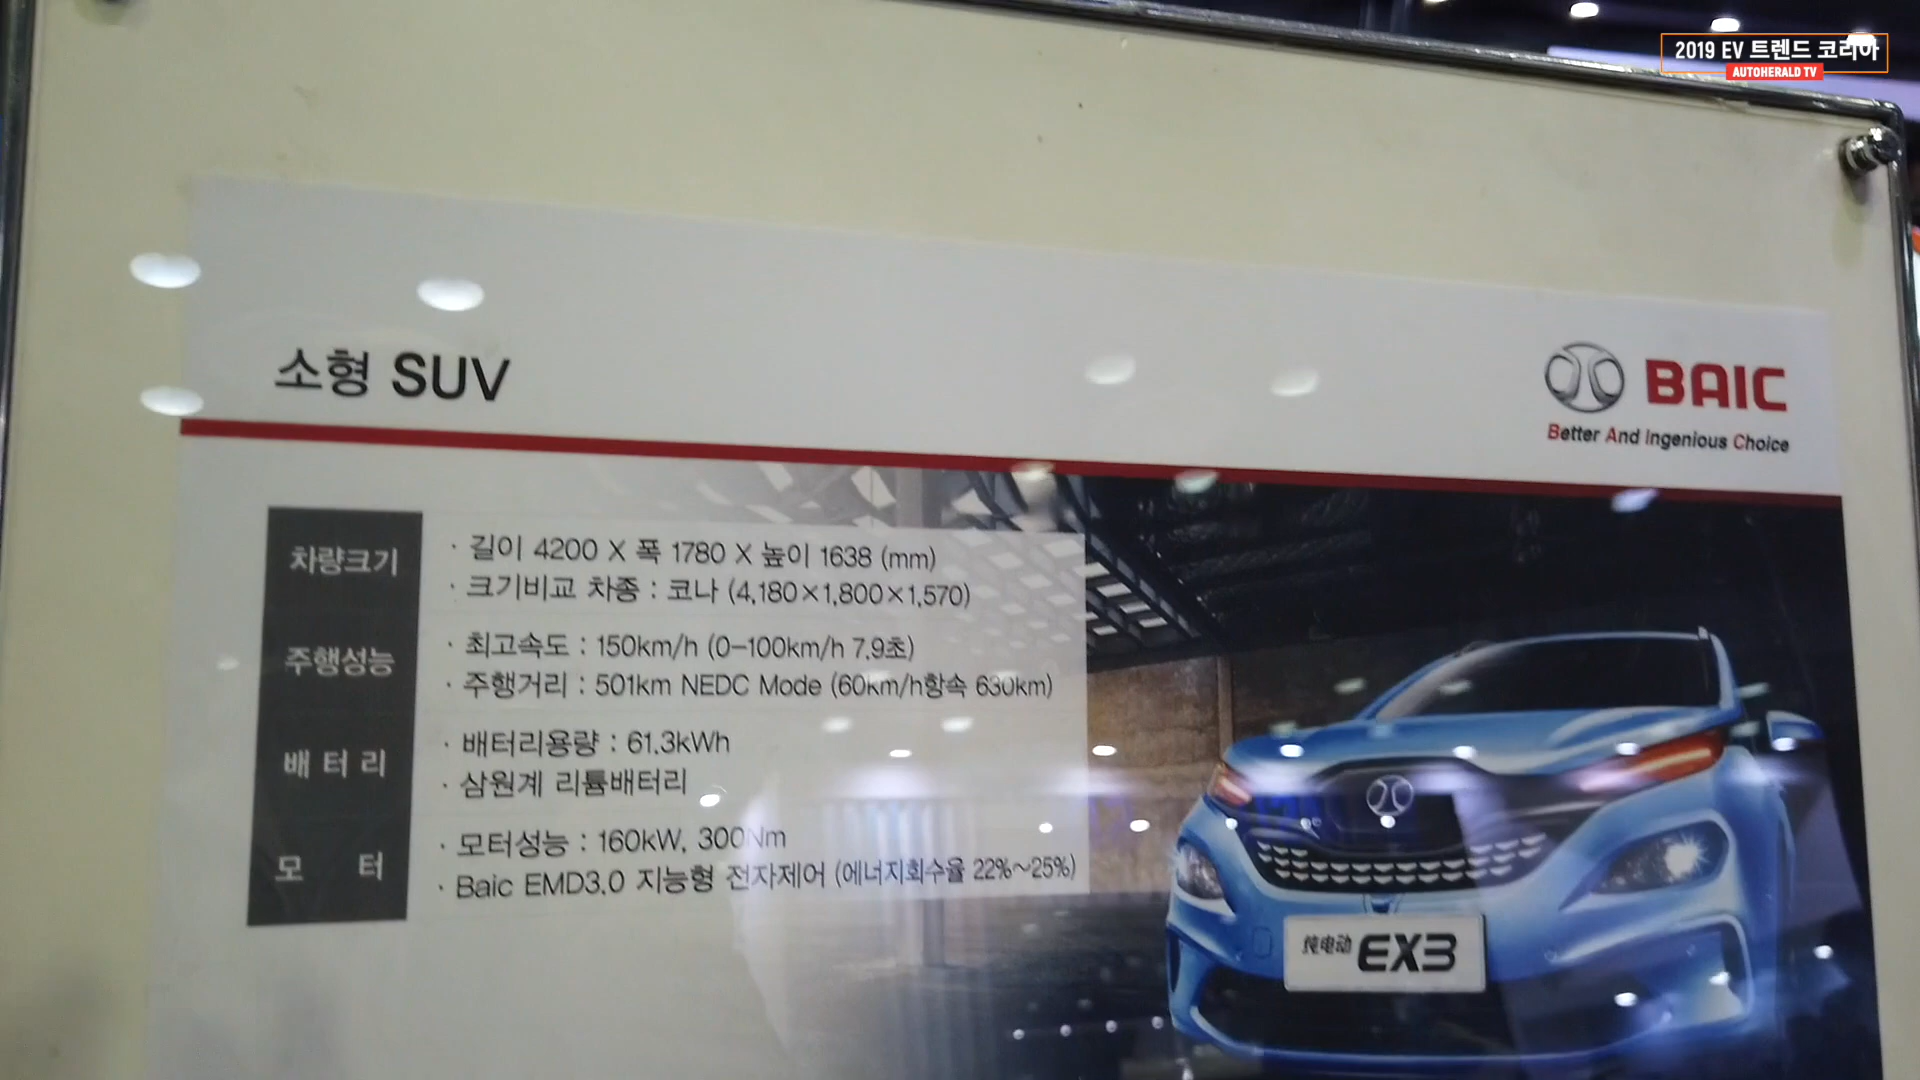 2019 EV 트렌드 코리아
AUTOHERALD TV
소형 SUV
BAIC
Better And Ingenious Choice
차량크기
· 길이 4200 X 폭 1780 X 높이 1638 (mm)
· 크기비교 차종 : 코나 (4,180×1,800×1,570)
주행성능
· 최고속도 : 150km/h (0-100km/h 7.9초)
· 주행거리 : 501km NEDC Mode (60km/h항속 630km)
배 터 리
· 배터리용량 : 61.3kWh
· 삼원계 리튬배터리
모 터
· 모터성능 : 160kW, 300Nm
· Baic EMD3.0 지능형 전자제어 (에너지회수율 22%~25%)
纯电动 EX3